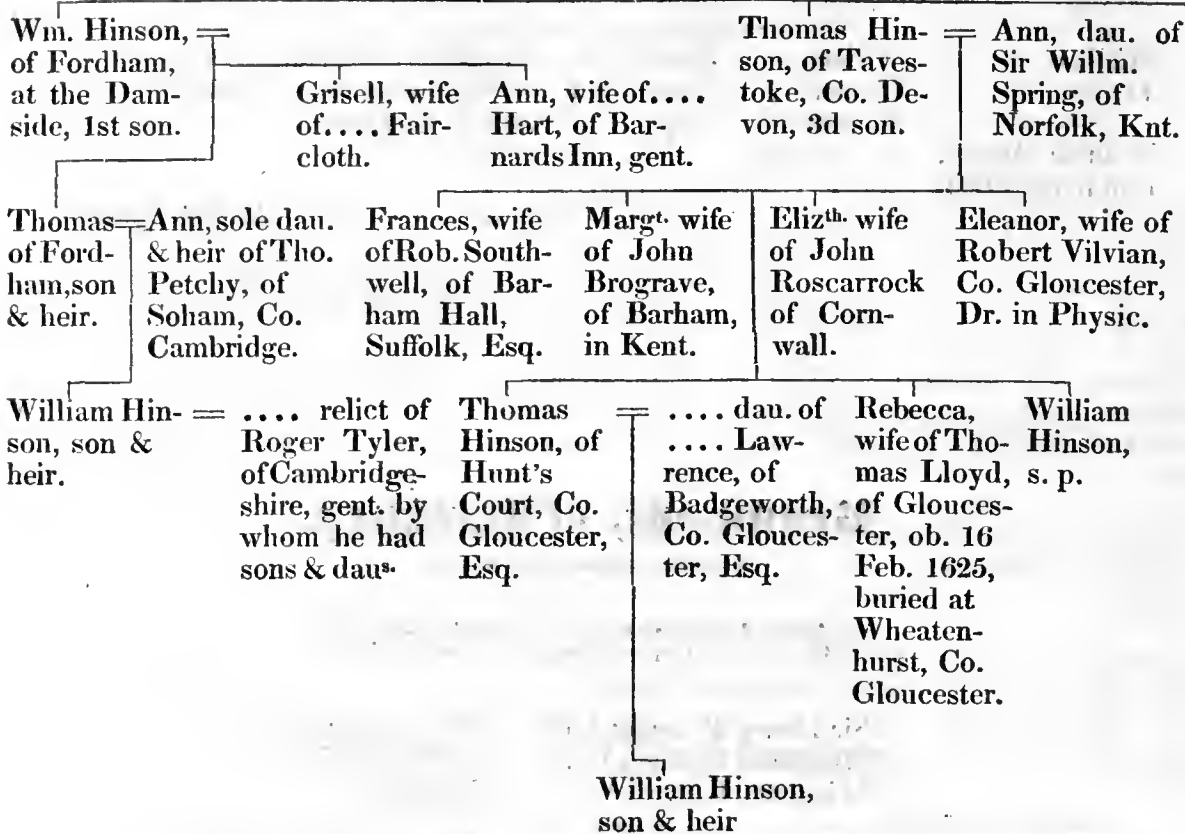 Wm. Hinson,
of Fordham,
at the Dam-
side, 1st son.
Grisell, wife
of.... Fair-
cloth.
Ann, wife of....
Hart, of Bar-
nards Inn, gent.
Thomas Hin-
son, of Taves-
toke, Co. De-
von, 3d son.
Ann, dau. of
Sir Willm.
Spring, of
Norfolk, Knt.
Thomas
of Ford-
ham, son
& heir.
Ann, sole dau.
& heir of Tho.
Petchy, of
Soham, Co.
Cambridge.
Frances, wife
of Rob. South-
well, of Bar-
ham Hall,
Suffolk, Esq.
Margt. wife
of John
Brograve,
of Barham,
in Kent.
Elizth. wife
of John
Roscarrock
of Corn-
wall.
Eleanor, wife of
Robert Vilvian,
Co. Gloucester,
Dr. in Physic.
William Hin-
son, son &
heir.
.... relict of
Roger Tyler,
of Cambridge-
shire, gent. by
whom he had
sons & daus.
Thomas
Hinson, of
Hunt's
Court, Co.
Gloucester,
Esq.
.... dau. of
.... Law-
rence, of
Badgeworth,
Co. Glouces-
ter, Esq.
Rebecca,
wife of Tho-
mas Lloyd,
of Glouces-
ter, ob. 16
Feb. 1625,
buried at
Wheaten-
hurst, Co.
Gloucester.
William
Hinson,
s. p.
William Hinson,
son & heir